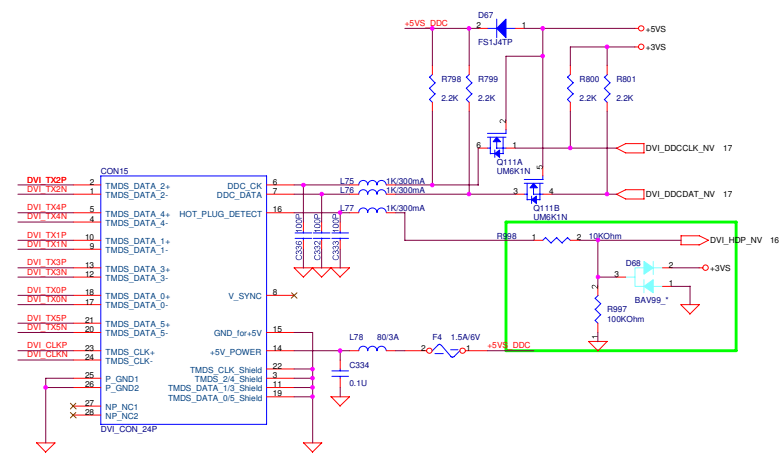 D67
+5VS_DDC 2 1 +5VS
FS1J4TP
+3VS
R798 R799 R800 R801
2.2K 2.2K 2.2K 2.2K
2
6 1 DVI_DDCCLK_NV 17
Q111A
UM6K1N
5
CON15
DVI_TX2P 2 TMDS_DATA_2+ DDC_CK 6 L75 1K/300mA
DVI_TX2N 1 TMDS_DATA_2- DDC_DATA 7 L76 1K/300mA 3 4 DVI_DDCDAT_NV 17
Q111B
UM6K1N
DVI_TX4P 5 TMDS_DATA_4+ HOT_PLUG_DETECT 16 L77 1K/300mA
DVI_TX4N 4 TMDS_DATA_4-
100P 100P 100P
C336 C332 C333
DVI_TX1P 10 TMDS_DATA_1+
DVI_TX1N 9 TMDS_DATA_1-
R998 1 2 10KOhm DVI_HDP_NV 16
DVI_TX3P 13 TMDS_DATA_3+
DVI_TX3N 12 TMDS_DATA_3-
D68
3 2 +3VS
1
BAV99_*
DVI_TX0P 18 TMDS_DATA_0+ V_SYNC 8
DVI_TX0N 17 TMDS_DATA_0-
2
R997
100KOhm
1
DVI_TX5P 21 TMDS_DATA_5+
DVI_TX5N 20 TMDS_DATA_5- GND_for+5V 15
DVI_CLKP 23 TMDS_CLK+ +5V_POWER 14 L78 80/3A F4 1.5A/6V
2 1 +5VS_DDC
DVI_CLKN 24 TMDS_CLK-
TMDS_CLK_Shield 22
P_GND1 25 TMDS_2/4_Shield 3
P_GND2 26 TMDS_Data_1/3_Shield 11
TMDS_DATA_0/5_Shield 19
C334
0.1U
27 NP_NC1
28 NP_NC2
DVI_CON_24P